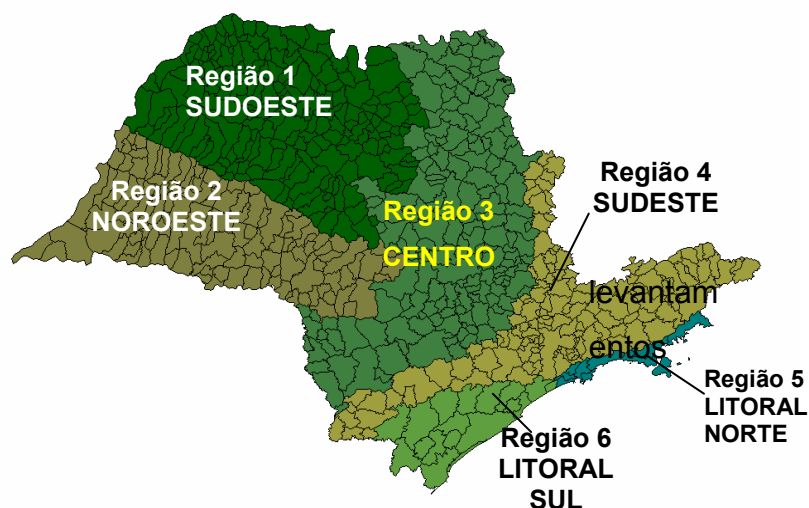 Região 1
SUDOESTE
Região 2
NOROESTE
Região 3
CENTRO
Região 4
SUDESTE
levantam
entos
Região 5
LITORAL
NORTE
Região 6
LITORAL
SUL